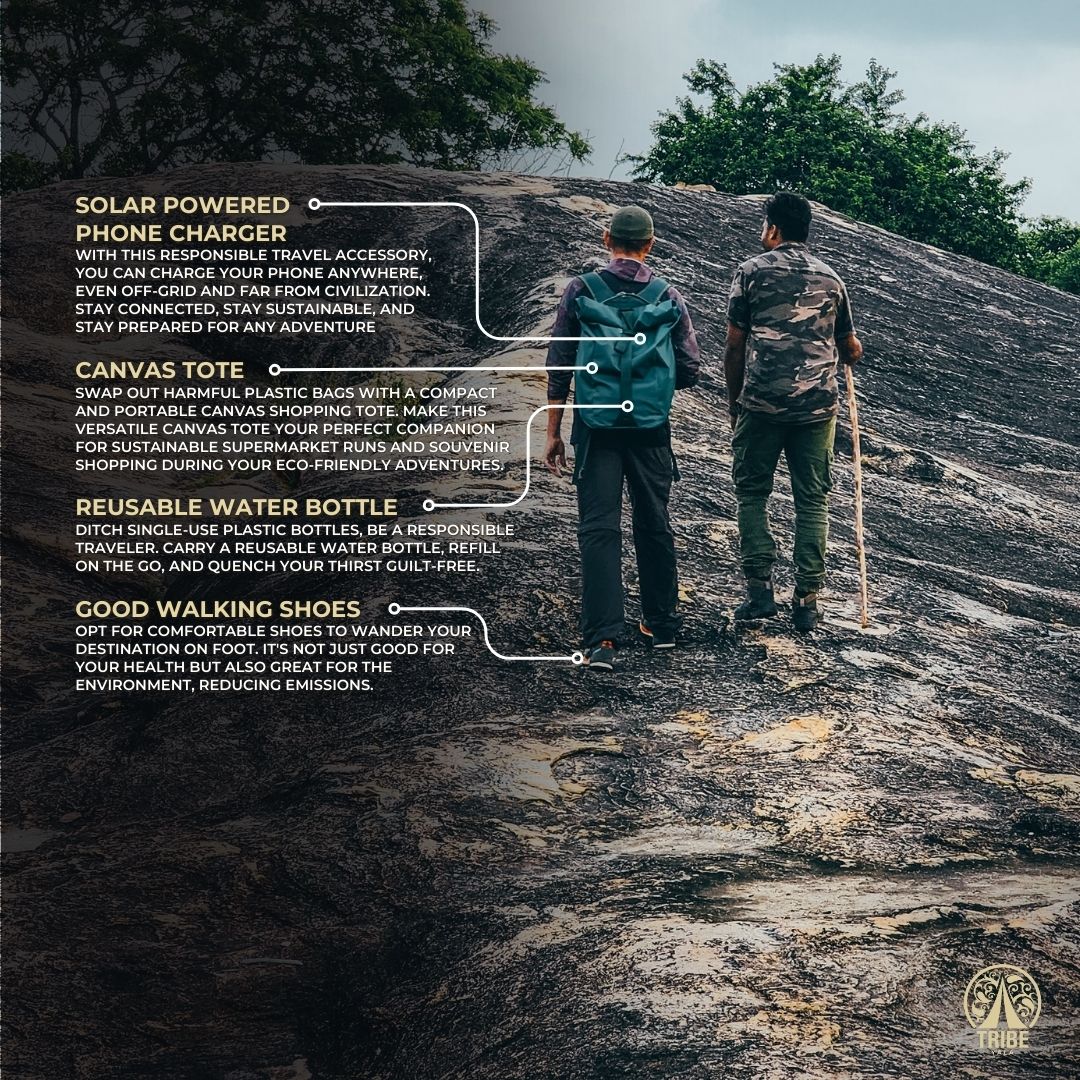 SOLAR POWERED
PHONE CHARGER
WITH THIS RESPONSIBLE TRAVEL ACCESSORY,
YOU CAN CHARGE YOUR PHONE ANYWHERE,
EVEN OFF-GRID AND FAR FROM CIVILIZATION.
STAY CONNECTED, STAY SUSTAINABLE, AND
STAY PREPARED FOR ANY ADVENTURE
CANVAS TOTE
SWAP OUT HARMFUL PLASTIC BAGS WITH A COMPACT
AND PORTABLE CANVAS SHOPPING TOTE. MAKE THIS
VERSATILE CANVAS TOTE YOUR PERFECT COMPANION
FOR SUSTAINABLE SUPERMARKET RUNS AND SOUVENIR
SHOPPING DURING YOUR ECO-FRIENDLY ADVENTURES.
REUSABLE WATER BOTTLE
DITCH SINGLE-USE PLASTIC BOTTLES, BE A RESPONSIBLE
TRAVELER. CARRY A REUSABLE WATER BOTTLE, REFILL
ON THE GO, AND QUENCH YOUR THIRST GUILT-FREE.
GOOD WALKING SHOES
OPT FOR COMFORTABLE SHOES TO WANDER YOUR
DESTINATION ON FOOT. IT'S NOT JUST GOOD FOR
YOUR HEALTH BUT ALSO GREAT FOR THE
ENVIRONMENT, REDUCING EMISSIONS.
TRIBE
YALA